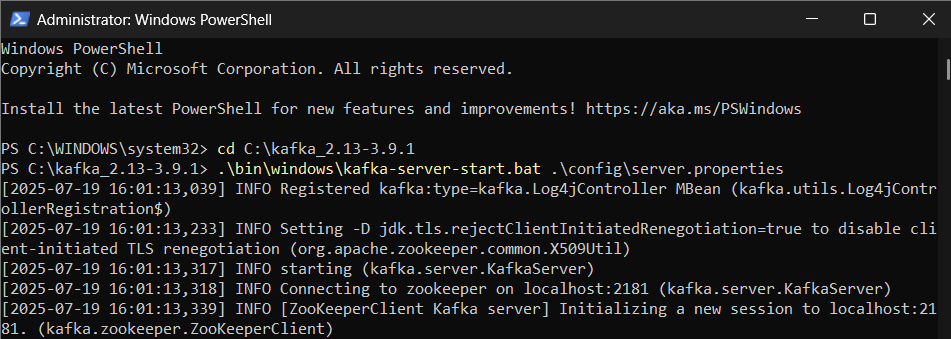 Administrator: Windows PowerShell
Windows PowerShell
Copyright (C) Microsoft Corporation. All rights reserved.
Install the latest PowerShell for new features and improvements! https://aka.ms/PSWindows
PS C:\WINDOWS\system32> cd C:\kafka_2.13-3.9.1
PS C:\kafka_2.13-3.9.1> .\bin\windows\kafka-server-start.bat .\config\server.properties
[2025-07-19 16:01:13,039] INFO Registered kafka:type=kafka.Log4jController MBean (kafka.utils.Log4jContr
ollerRegistration$)
[2025-07-19 16:01:13,233] INFO Setting -D jdk.tls.rejectClientInitiatedRenegotiation=true to disable cli
ent-initiated TLS renegotiation (org.apache.zookeeper.common.X509Util)
[2025-07-19 16:01:13,317] INFO starting (kafka.server.KafkaServer)
[2025-07-19 16:01:13,318] INFO Connecting to zookeeper on localhost:2181 (kafka.server.KafkaServer)
[2025-07-19 16:01:13,339] INFO [ZooKeeperClient Kafka server] Initializing a new session to localhost:21
81. (kafka.zookeeper.ZooKeeperClient)